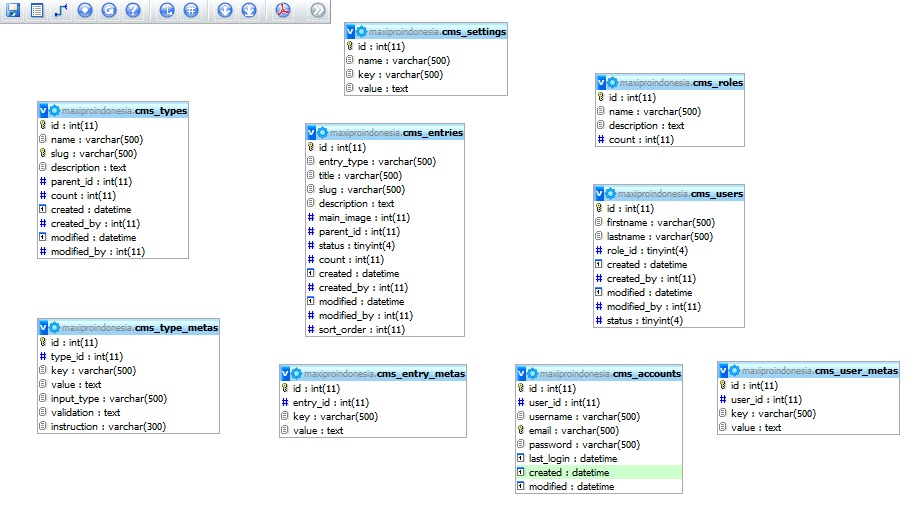 maxiproindonesia.cms_settings
id : int(11)
name : varchar(500)
key : varchar(500)
value : text
maxiproindonesia.cms_roles
id : int(11)
name : varchar(500)
description : text
count : int(11)
maxiproindonesia.cms_types
id : int(11)
name : varchar(500)
slug : varchar(500)
description : text
parent_id : int(11)
count : int(11)
created : datetime
created_by : int(11)
modified : datetime
modified_by : int(11)
maxiproindonesia.cms_entries
id : int(11)
entry_type : varchar(500)
title : varchar(500)
slug : varchar(500)
description : text
main_image : int(11)
parent_id : int(11)
status : tinyint(4)
count : int(11)
created : datetime
created_by : int(11)
modified : datetime
modified_by : int(11)
sort_order : int(11)
maxiproindonesia.cms_users
id : int(11)
firstname : varchar(500)
lastname : varchar(500)
role_id : tinyint(4)
created : datetime
created_by : int(11)
modified : datetime
modified_by : int(11)
status : tinyint(4)
maxiproindonesia.cms_type_metas
id : int(11)
type_id : int(11)
key : varchar(500)
value : text
input_type : varchar(500)
validation : text
instruction : varchar(300)
maxiproindonesia.cms_entry_metas
id : int(11)
entry_id : int(11)
key : varchar(500)
value : text
maxiproindonesia.cms_accounts
id : int(11)
user_id : int(11)
username : varchar(500)
email : varchar(500)
password : varchar(500)
last_login : datetime
created : datetime
modified : datetime
maxiproindonesia.cms_user_metas
id : int(11)
user_id : int(11)
key : varchar(500)
value : text